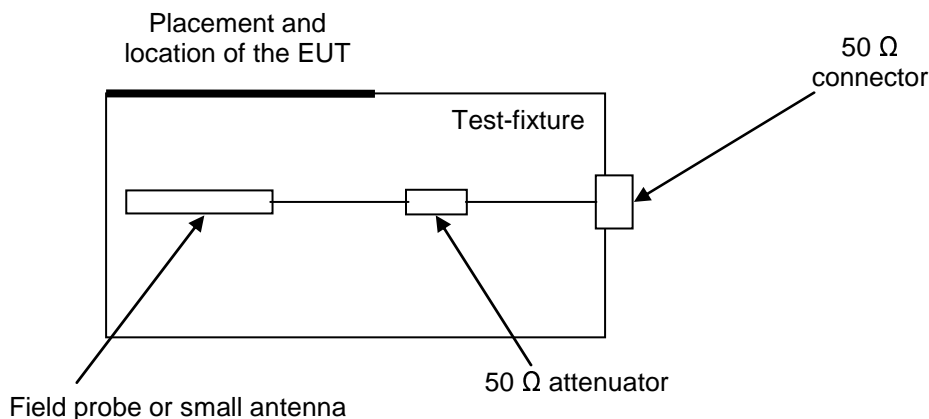 Placement and
location of the EUT
50 Ω
connector
Test-fixture
50 Ω attenuator
Field probe or small antenna